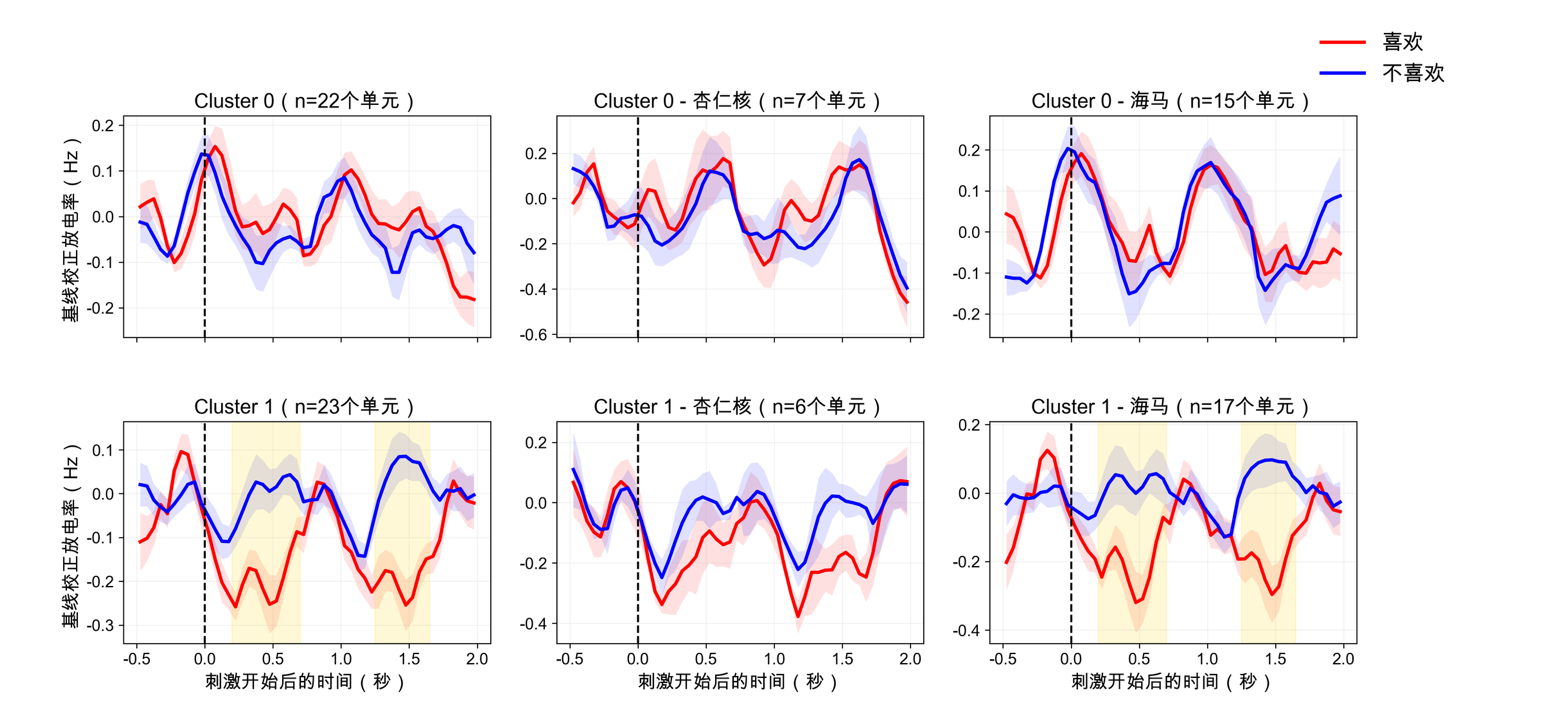 喜欢
不喜欢
Cluster 0（n=22个单元）
Cluster 0 - 杏仁核（n=7个单元）
Cluster 0 - 海马（n=15个单元）
基线校正放电率（Hz）
0.2
0.1
0.0
-0.1
-0.2
0.2
0.0
-0.2
-0.4
-0.6
0.2
0.1
0.0
-0.1
-0.2
Cluster 1（n=23个单元）
Cluster 1 - 杏仁核（n=6个单元）
Cluster 1 - 海马（n=17个单元）
基线校正放电率（Hz）
0.1
0.0
-0.1
-0.2
-0.3
0.2
0.0
-0.2
-0.4
0.2
0.0
-0.2
-0.4
-0.5 0.0 0.5 1.0 1.5 2.0
-0.5 0.0 0.5 1.0 1.5 2.0
-0.5 0.0 0.5 1.0 1.5 2.0
刺激开始后的时间（秒）
刺激开始后的时间（秒）
刺激开始后的时间（秒）